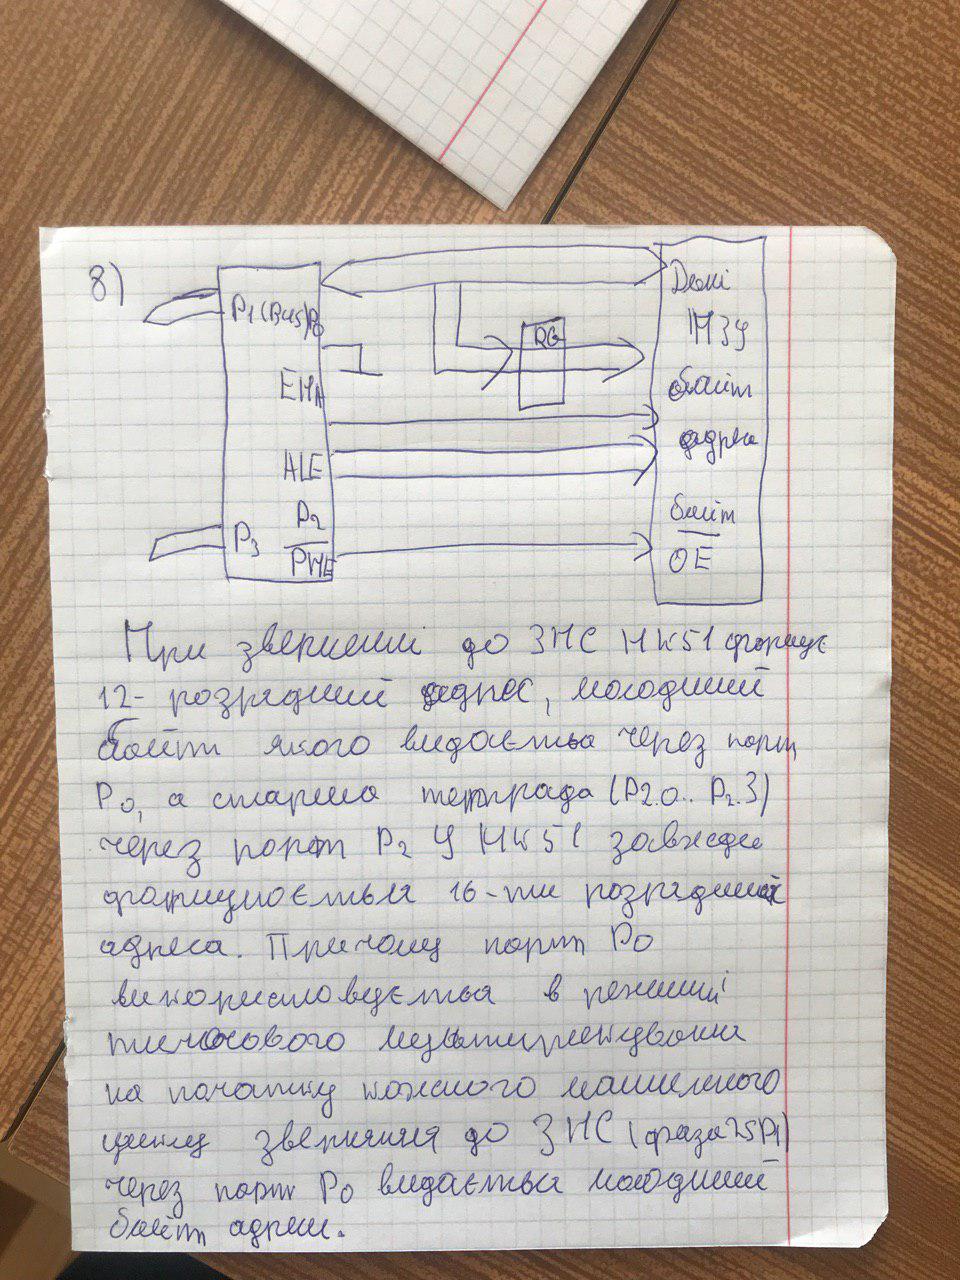 8)
P1 (Bus) P0
EMA
ALE
P2
P3
PME
RG
Дані
ПЗУ
байт
адреса
байт
OE
При звернені до ЗПС МК51 формує
12-розрядний адрес, молодший
байт якого видається через порт
P0, а старша тетрада (P2.0.. P2.3)
через порт P2 У МК51 завжди
формується 16-ти розрядний
адреса. Причому порт P0
використовується в режимі
тимчасового мультиплексування
на початку кожного машинного
циклу звернення до ЗПС (фаза 2SP1)
через порт P0 видається молодший
байт адреси.